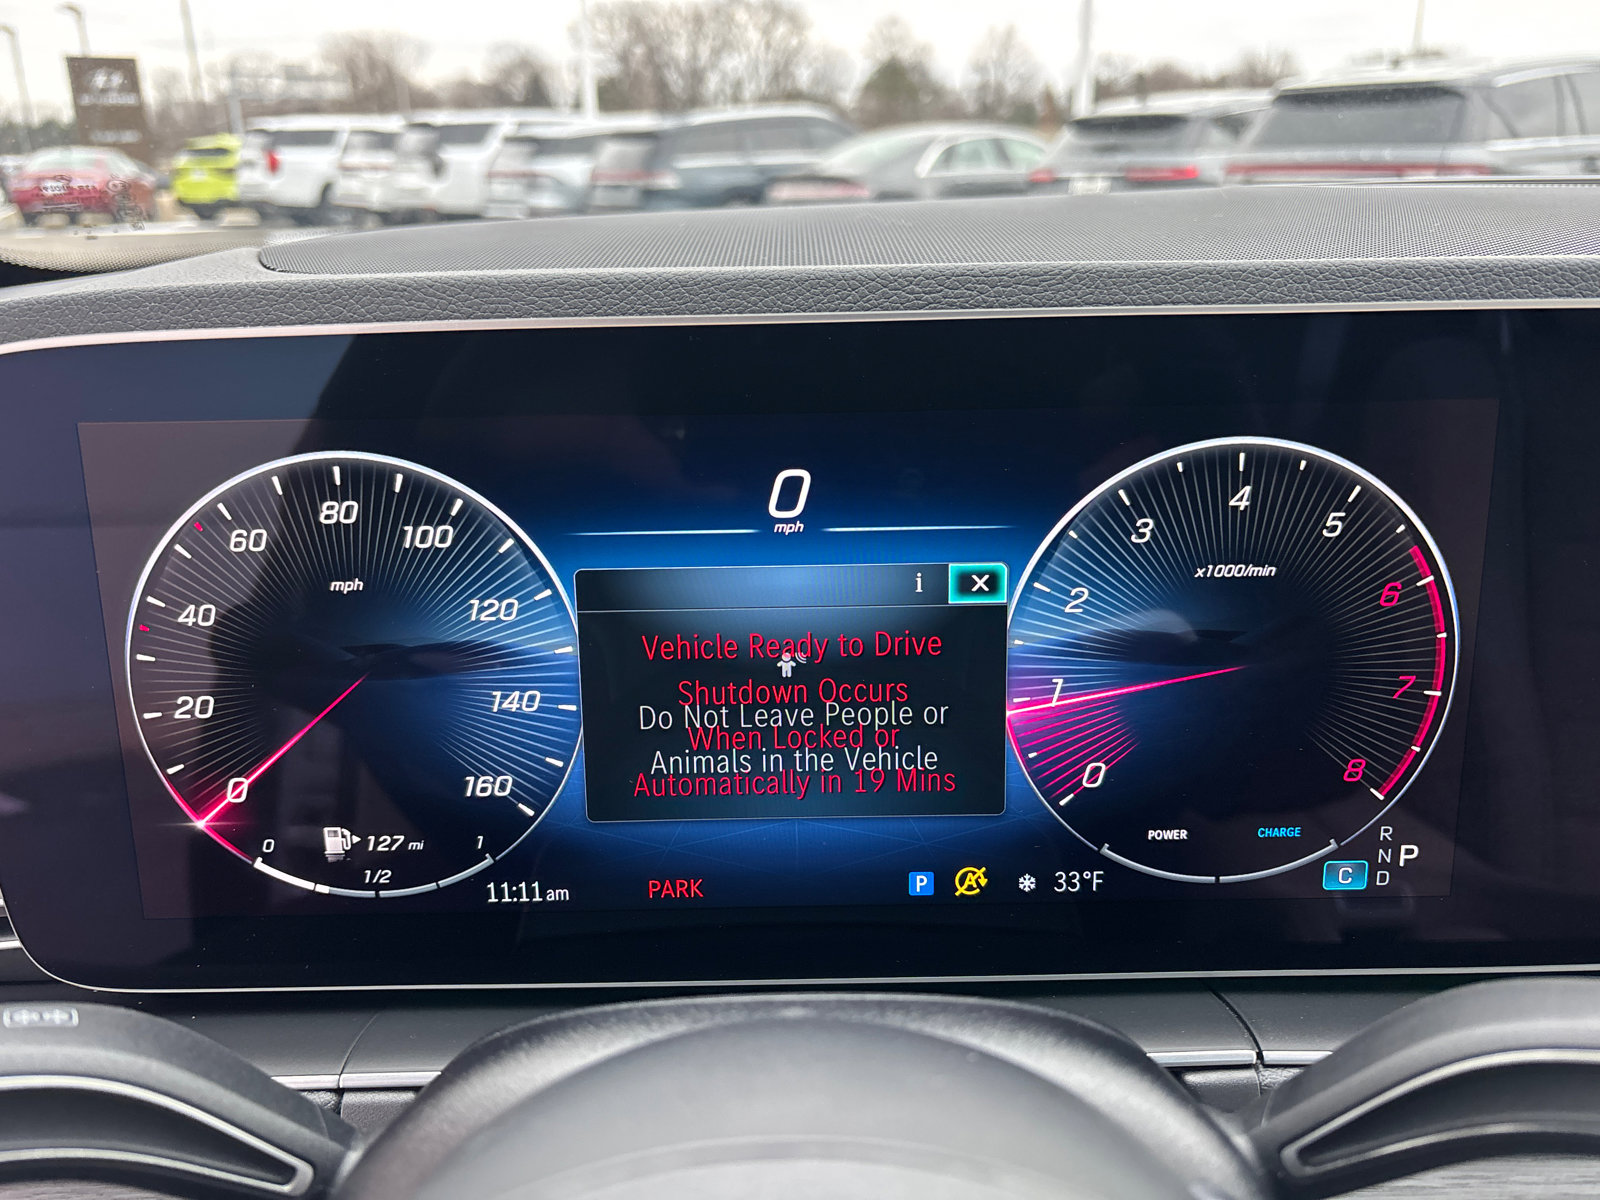 0
mph
80
60
100
mph
40
120
20
140
0
160
0
127 mi
1
1/2
11:11 am
i X
Vehicle Ready to Drive
Shutdown Occurs
Do Not Leave People or
When Locked or
Animals in the Vehicle
Automatically in 19 Mins
PARK
P
A
33°F
4
3
5
x1000/min
2
6
1
7
0
8
POWER
CHARGE
R
N P
C D